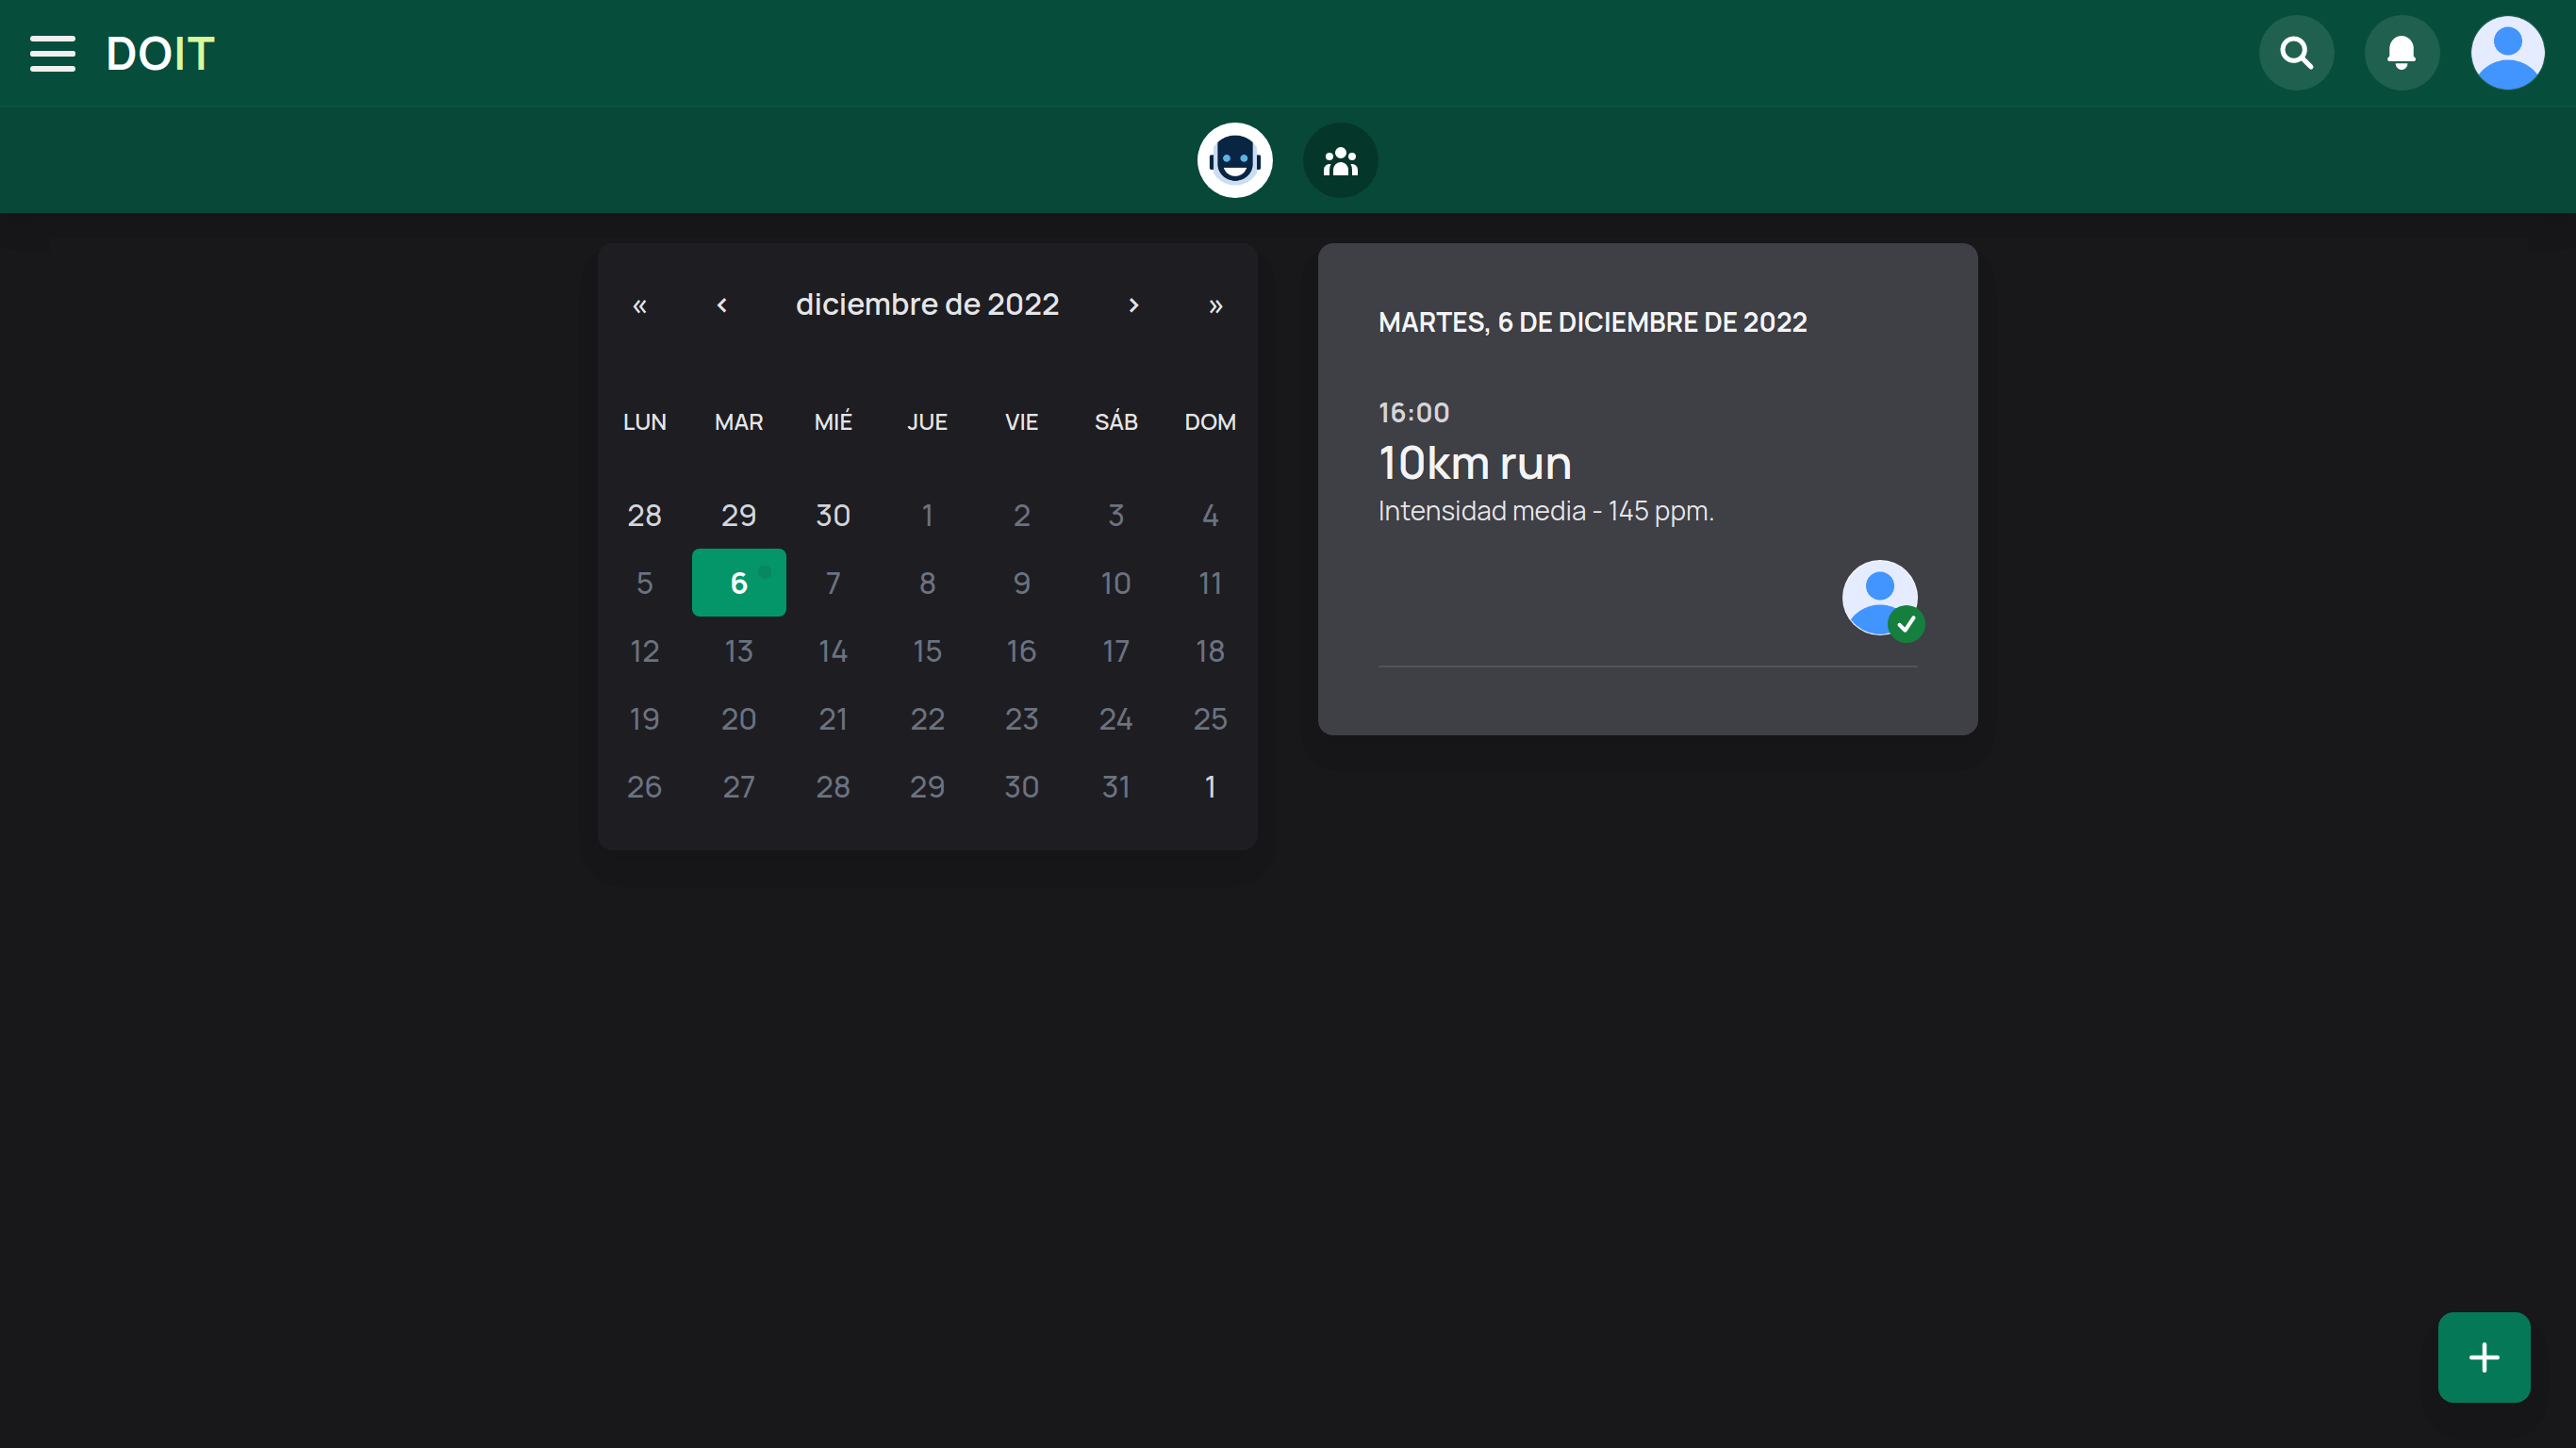 DOIT
« ‹ diciembre de 2022 › »
LUN MAR MIÉ JUE VIE SÁB DOM
28 29 30 1 2 3 4
5 6 7 8 9 10 11
12 13 14 15 16 17 18
19 20 21 22 23 24 25
26 27 28 29 30 31 1
MARTES, 6 DE DICIEMBRE DE 2022
16:00
10km run
Intensidad media - 145 ppm.